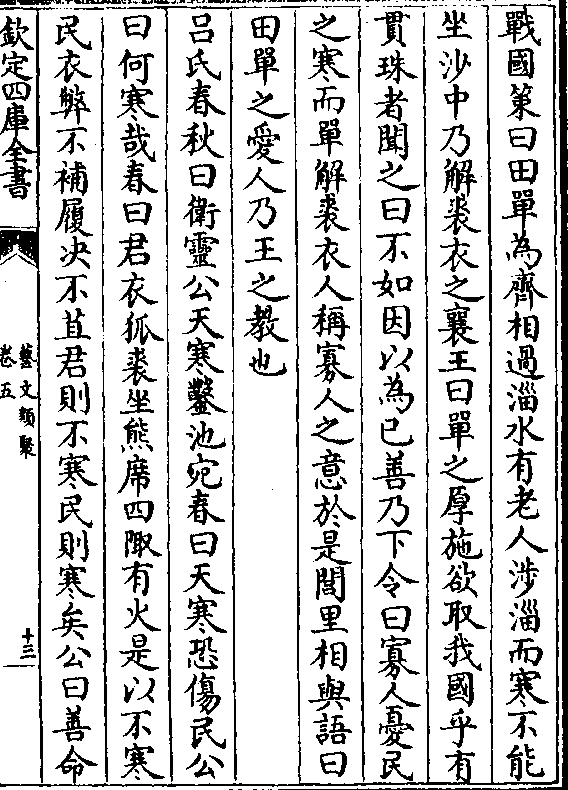 戰國策曰田單為齊相過淄水有老人涉淄而寒不能
坐沙中乃解裘衣之襄王曰單之厚施欲取我國乎有
貫珠者聞之曰不如因以為已善乃下令曰寡人憂民
之寒而單解裘衣人稱寡人之意於是閭里相與語曰
田單之愛人乃王之教也
呂氏春秋曰衛靈公天寒鑿池宛春曰天寒恐傷民公
曰何寒哉春曰君衣狐裘坐熊席四陬有火是以不寒
民衣弊不補履决不苴君則不寒民則寒矣公曰善命
欽定四庫全書
藝文類聚
卷五
十三